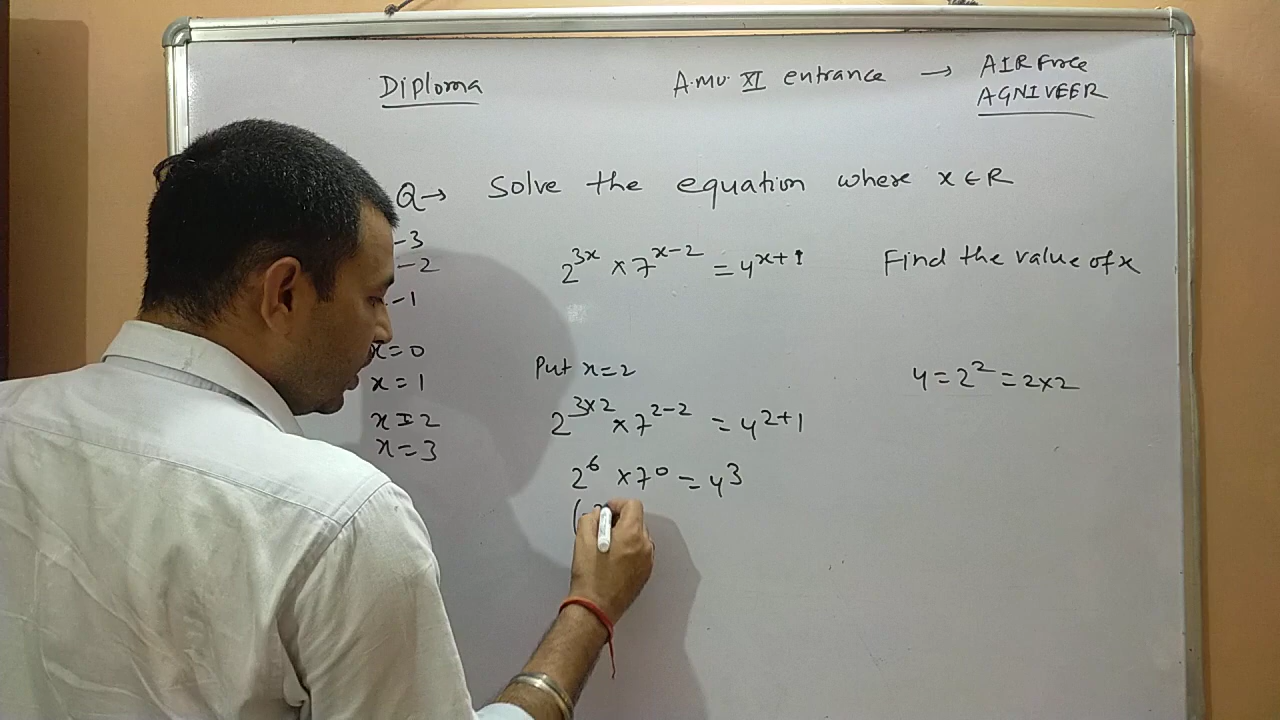 Diploma
A.mu. XI entrance → AIR Force
AGNIVEER
Q→ Solve the equation where x ∈ R
-3
-2
-1
x=0
x=1
x=2
x=3
2^{3x} × 7^{x-2} = 4^{x+1} Find the value of x
Put x=2
4=2^2=2×2
2^{3×2} × 7^{2-2} = 4^{2+1}
2^6 × 7^0 = 4^3
(